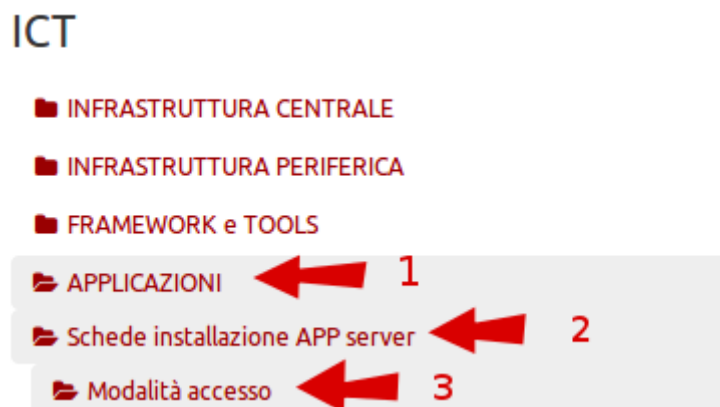 ICT
INFRASTRUTTURA CENTRALE
INFRASTRUTTURA PERIFERICA
FRAMEWORK e TOOLS
APPLICAZIONI 1
Schede installazione APP server 2
Modalità accesso 3